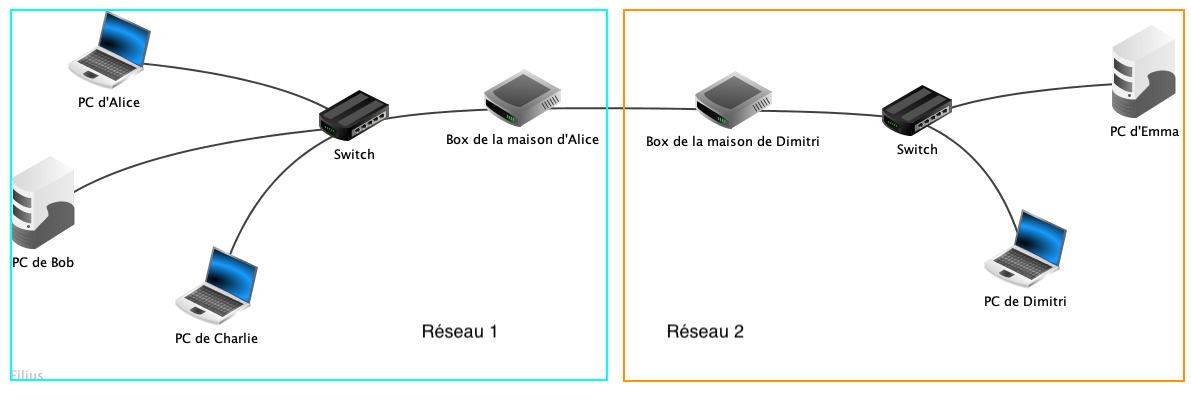 PC d'Alice
Switch
Box de la maison d'Alice
PC de Bob
PC de Charlie
Réseau 1
Filius
Box de la maison de Dimitri
Switch
PC d'Emma
PC de Dimitri
Réseau 2